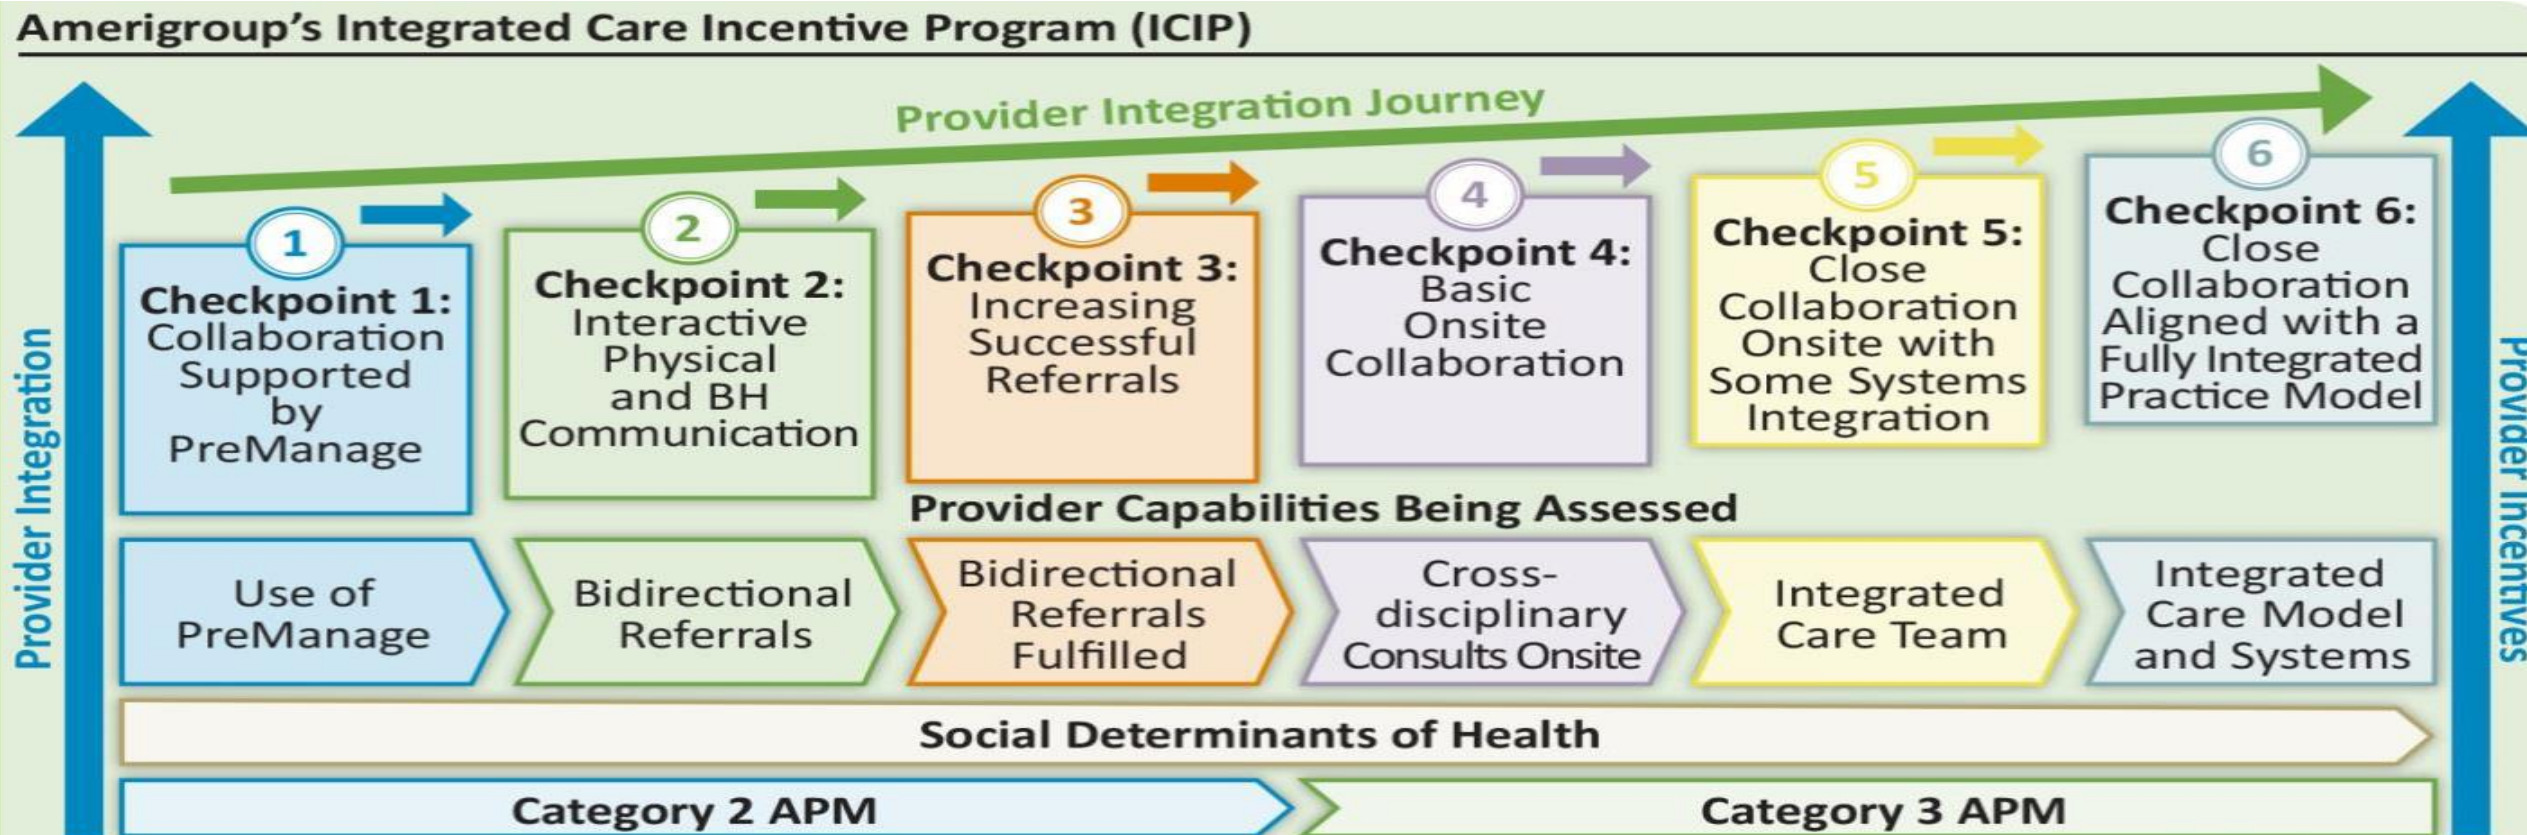 Amerigroup's Integrated Care Incentive Program (ICIP)
Provider Integration Journey
Provider Integration
1
Checkpoint 1:
Collaboration
Supported
by
PreManage
2
Checkpoint 2:
Interactive
Physical
and BH
Communication
3
Checkpoint 3:
Increasing
Successful
Referrals
4
Checkpoint 4:
Basic
Onsite
Collaboration
5
Checkpoint 5:
Close
Collaboration
Onsite with
Some Systems
Integration
6
Checkpoint 6:
Close
Collaboration
Aligned with a
Fully Integrated
Practice Model
Provider Incentives
Provider Capabilities Being Assessed
Use of
PreManage
Bidirectional
Referrals
Bidirectional
Referrals
Fulfilled
Cross-
disciplinary
Consults Onsite
Integrated
Care Team
Integrated
Care Model
and Systems
Social Determinants of Health
Category 2 APM
Category 3 APM